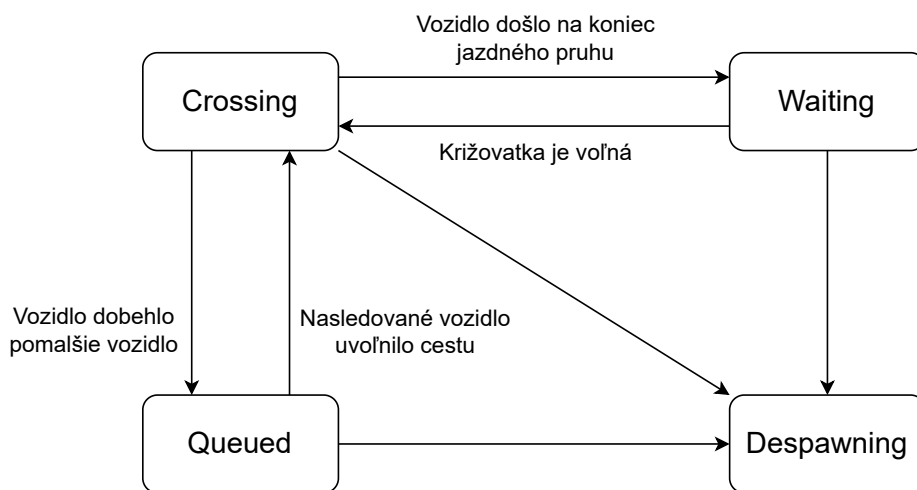 Vozidlo došlo na koniec
jazdného pruhu
Crossing
Waiting
Križovatka je voľná
Vozidlo dobehlo
pomalšie vozidlo
Nasledované vozidlo
uvoľnilo cestu
Queued
Despawning